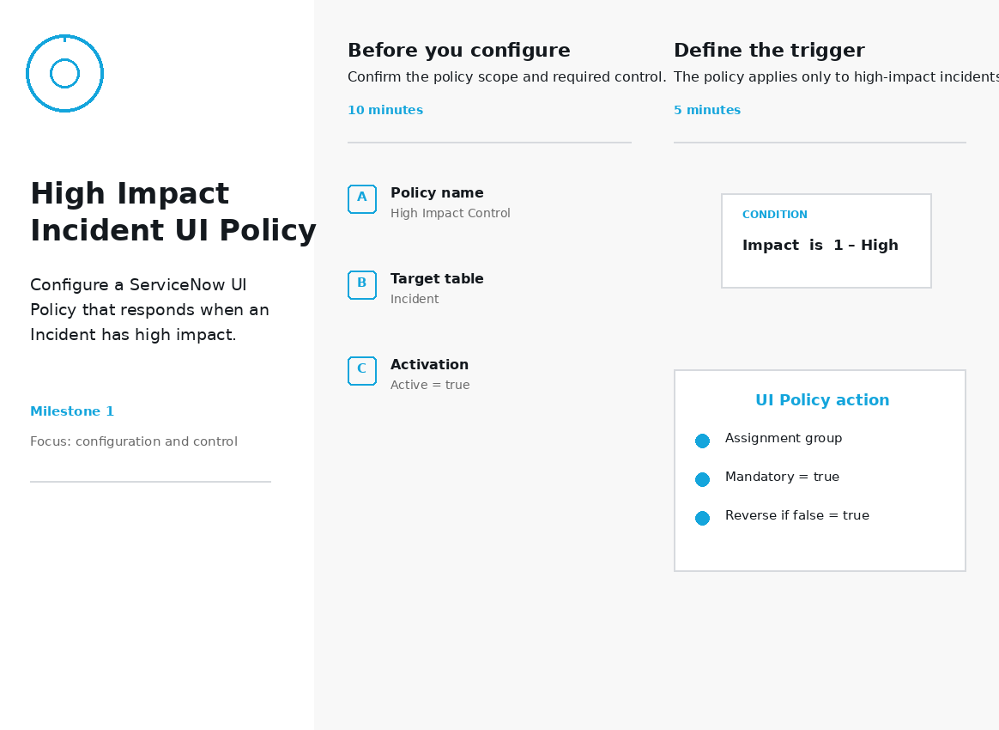 High Impact
Incident UI Policy
Configure a ServiceNow UI
Policy that responds when an
Incident has high impact.
Milestone 1
Focus: configuration and control
Before you configure
Confirm the policy scope and required control.
10 minutes
A
Policy name
High Impact Control
B
Target table
Incident
C
Activation
Active = true
Define the trigger
The policy applies only to high-impact incidents
5 minutes
CONDITION
Impact is 1 – High
UI Policy action
Assignment group
Mandatory = true
Reverse if false = true